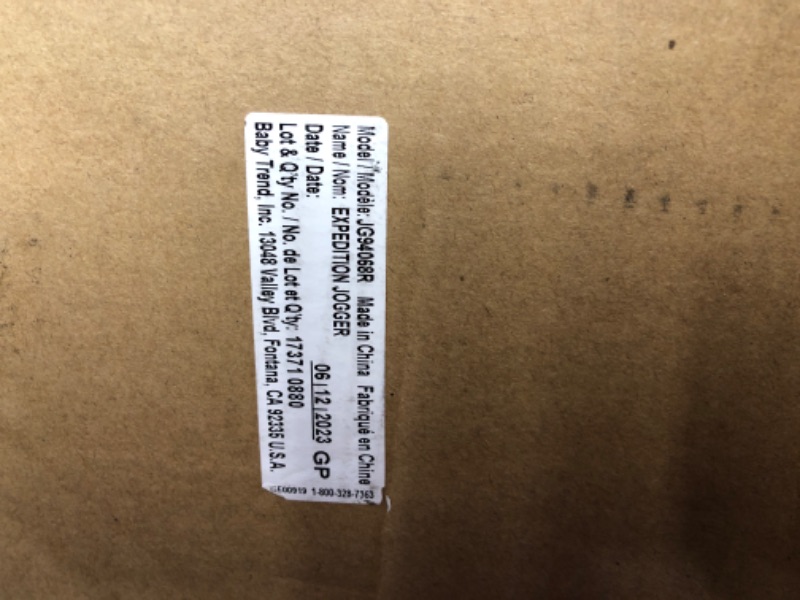 Model / Modèle: JG94068R Made in China Fabriqué en Chine
Name / Nom: EXPEDITION JOGGER
Date / Date: 06 | 12 | 2023 GP
Lot & Q'ty No. / No. de Lot et Q'ty: 17371 0880
Baby Trend, Inc. 13048 Valley Blvd, Fontana, CA 92335 U.S.A.
1-800-328-7363